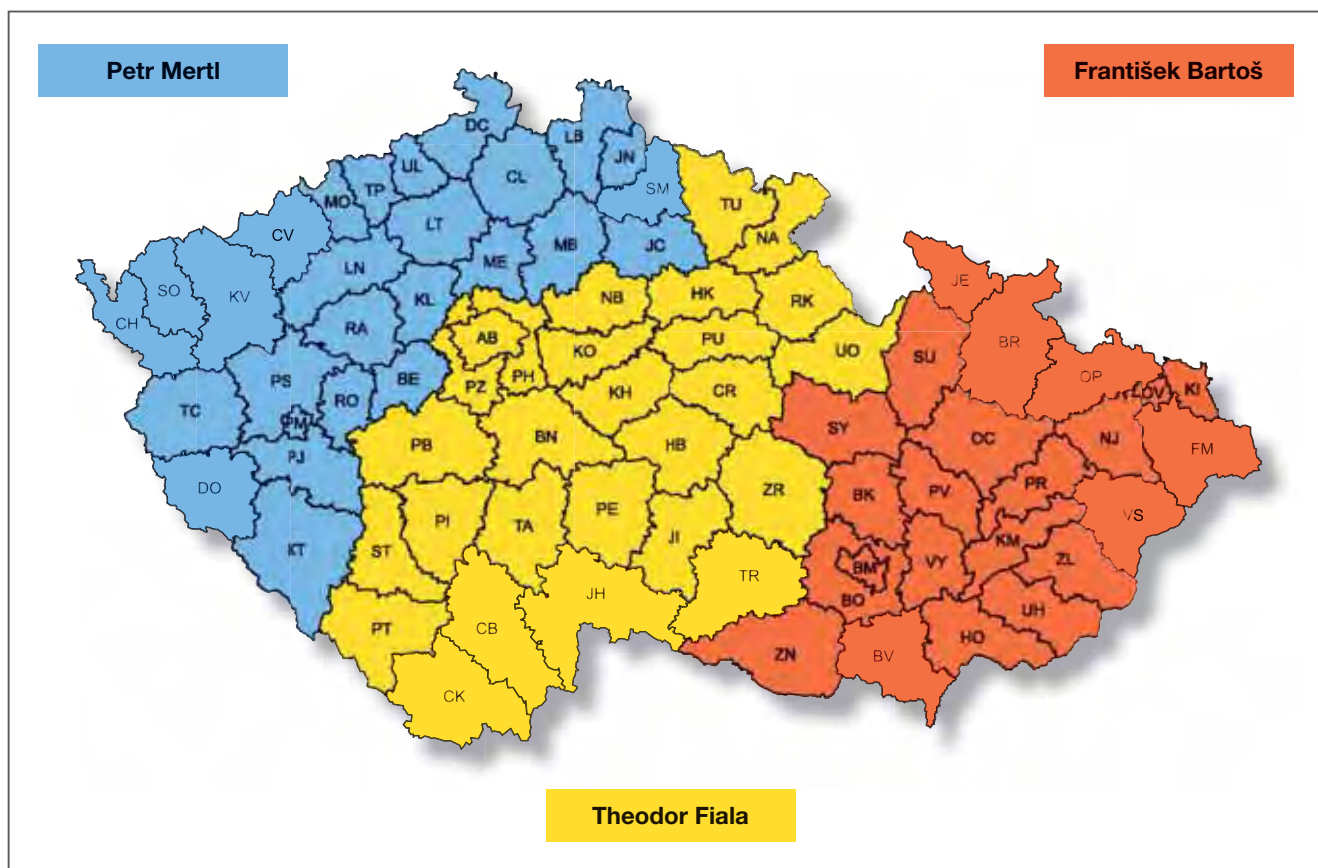 Petr Mertl
František Bartoš
DC
LB
JN
UL
TP
CL
SM
MO
TU
CV
LT
NA
MB
JC
ME
LN
JE
SO
KV
KL
NB
HK
RK
CH
RA
AB
PU
UO
SU
BR
KO
OP
PS
BE
PZ
PH
KI
LOV
TC
RO
KH
CR
PM
SY
OC
NJ
PJ
PB
BN
HB
FM
DO
ZR
BK
PV
PR
PI
TA
PE
VS
KT
ST
JI
KM
ZL
TR
BM
VY
JH
BO
UH
PT
CB
HO
ZN
BV
CK
Theodor Fiala